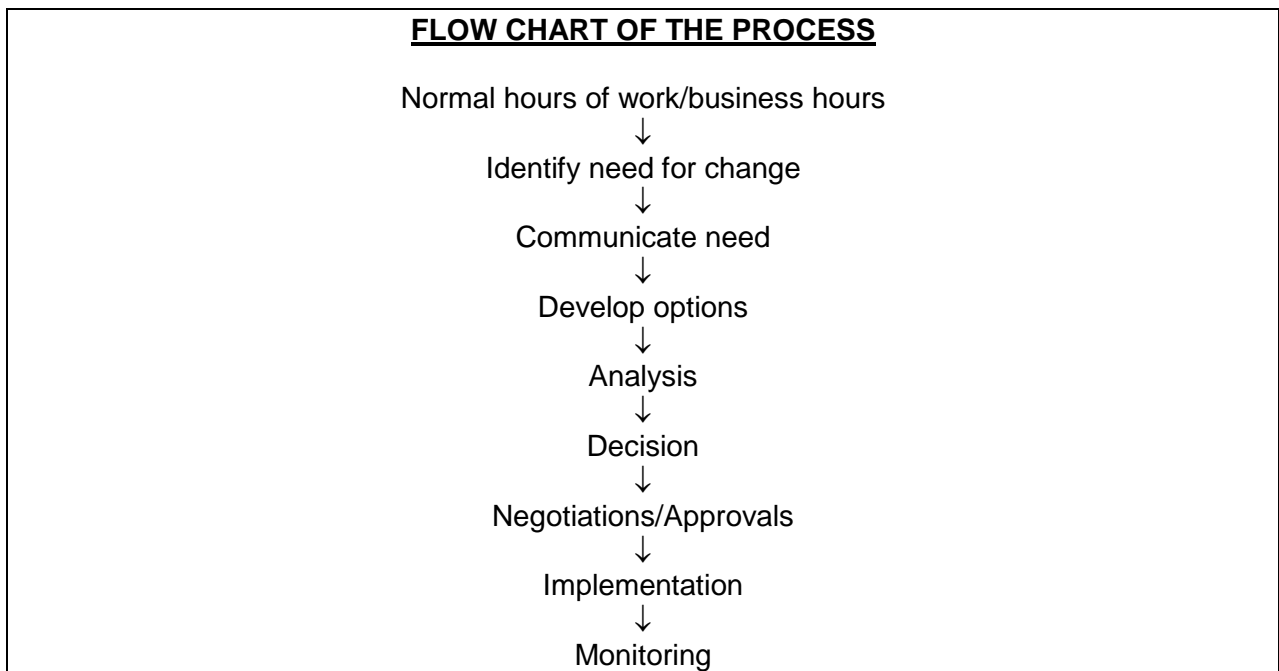 FLOW CHART OF THE PROCESS
Normal hours of work/business hours
↓
Identify need for change
↓
Communicate need
↓
Develop options
↓
Analysis
↓
Decision
↓
Negotiations/Approvals
↓
Implementation
↓
Monitoring